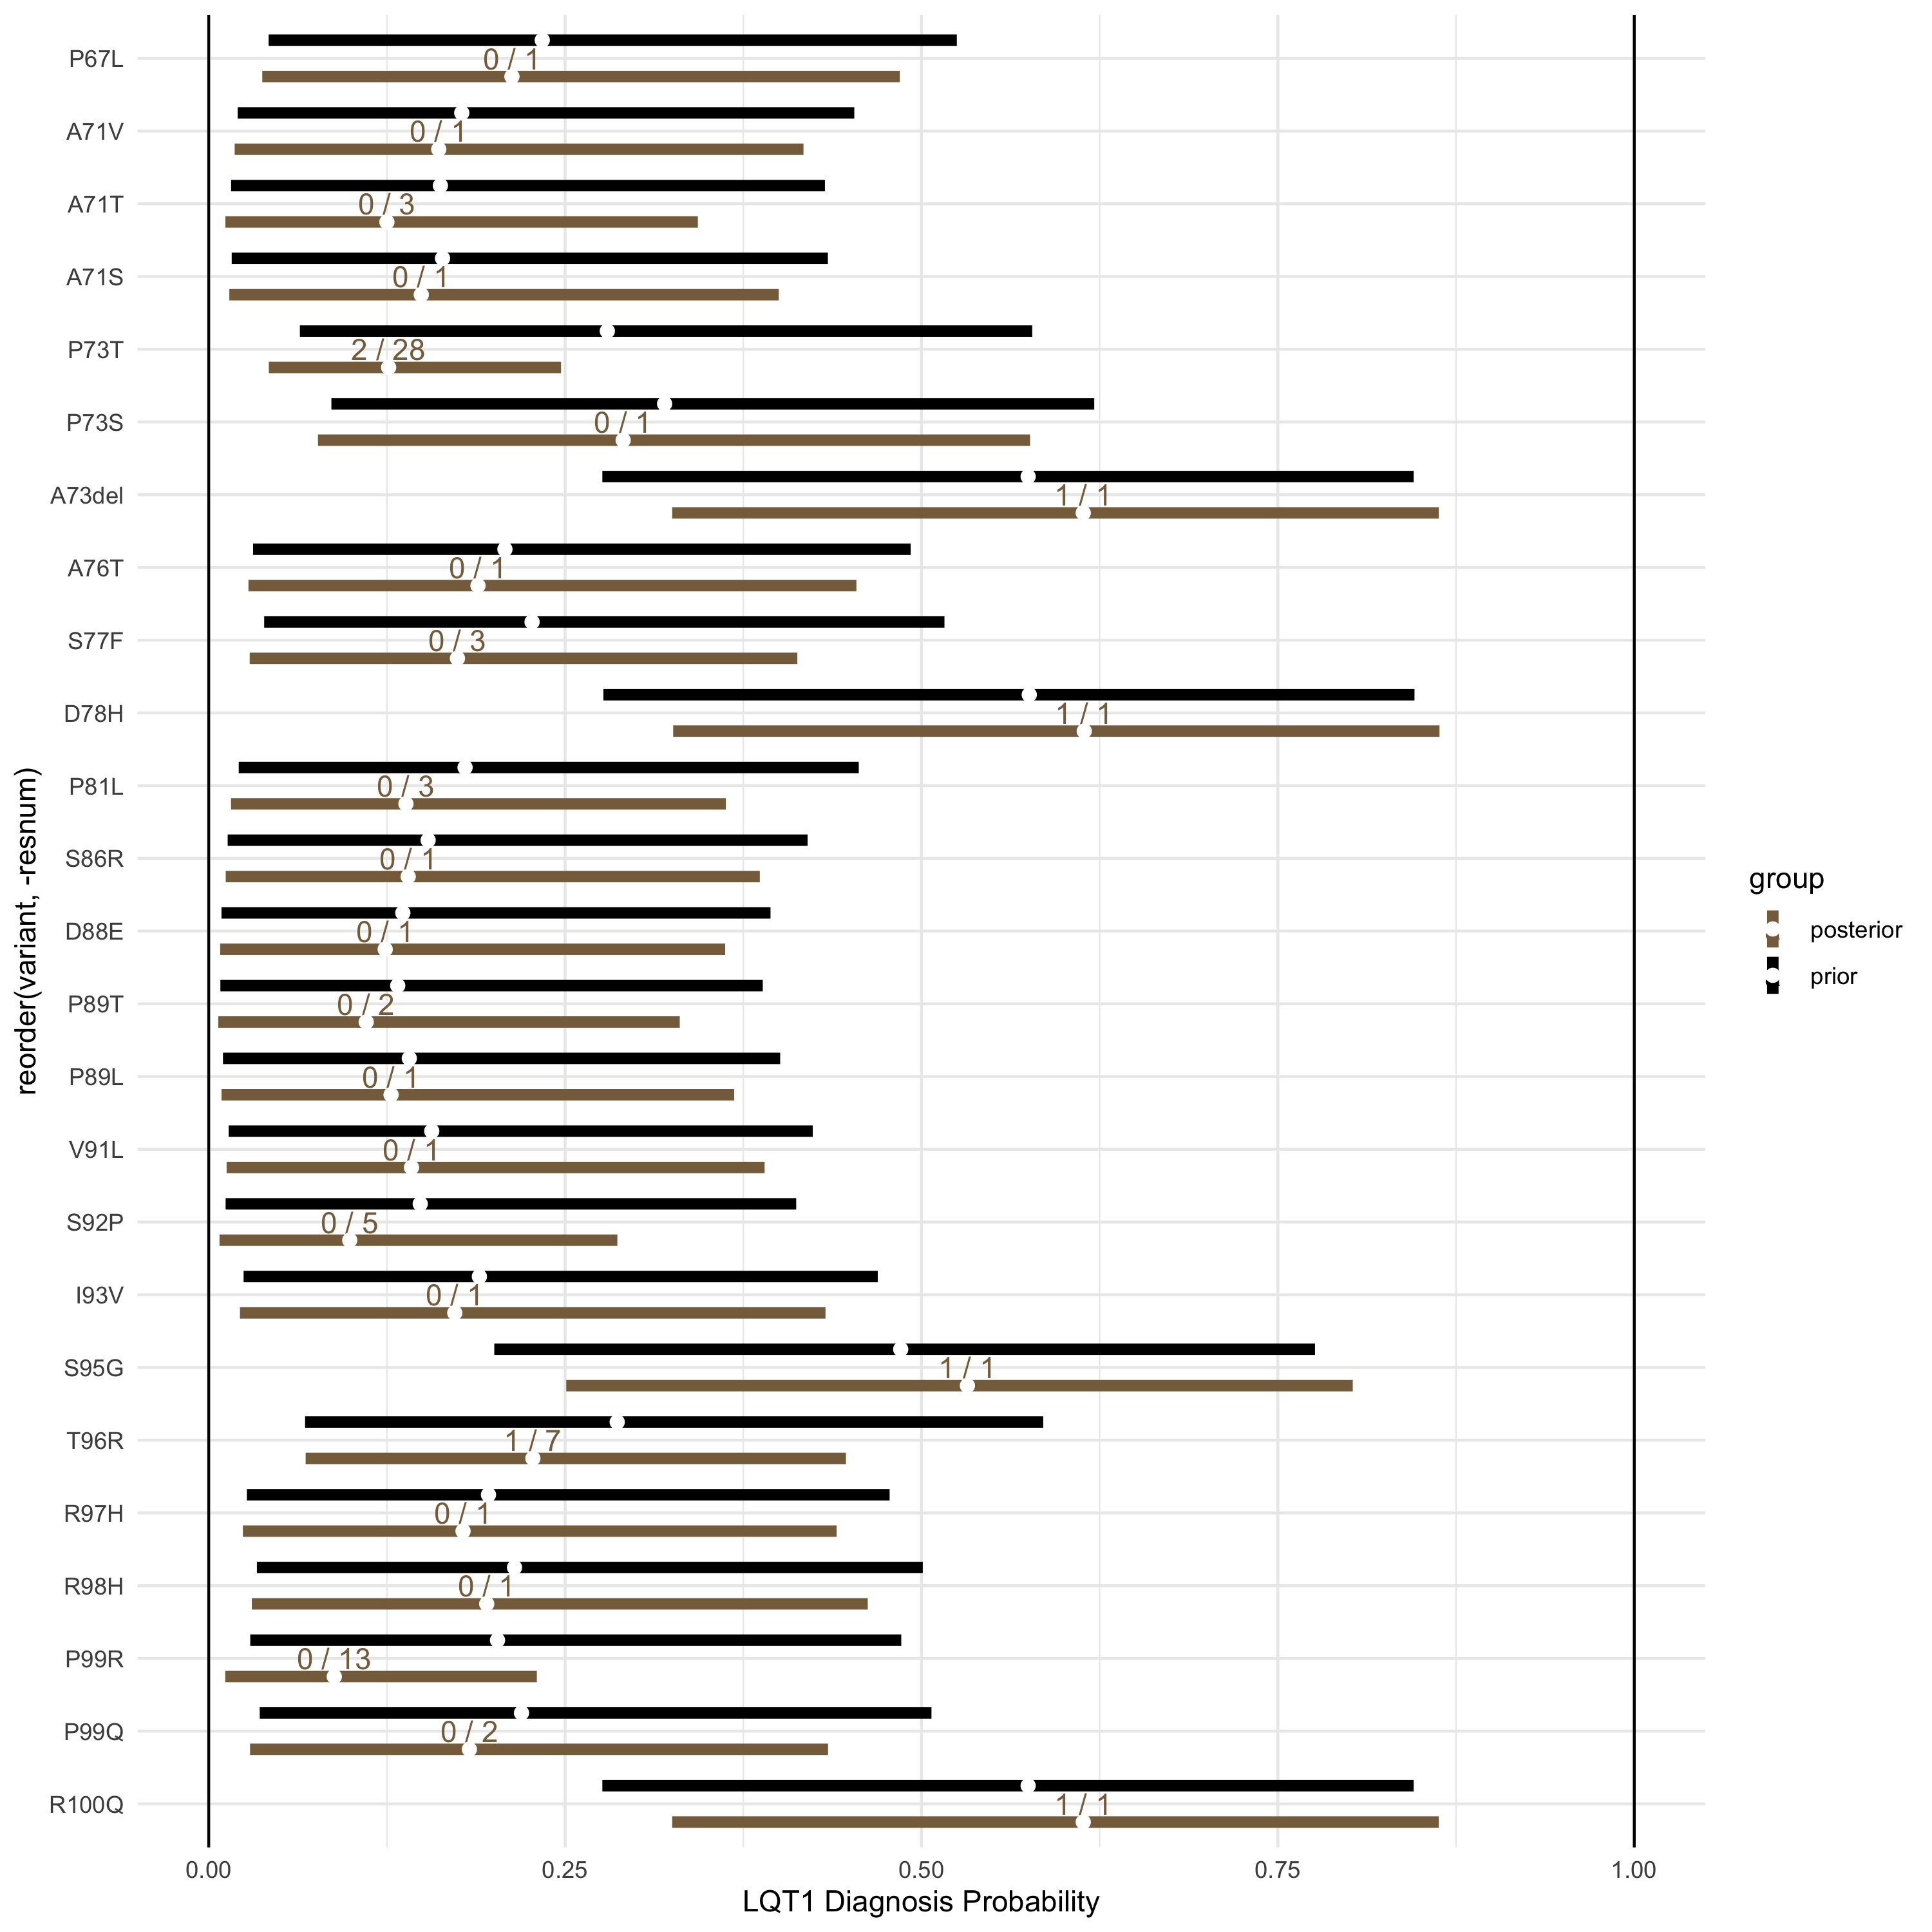 P67L
0 / 1
A71V
0 / 1
A71T
0 / 3
A71S
0 / 1
P73T
2 / 28
P73S
0 / 1
A73del
1 / 1
A76T
0 / 1
S77F
0 / 3
D78H
1 / 1
P81L
0 / 3
S86R
0 / 1
D88E
0 / 1
P89T
0 / 2
P89L
0 / 1
V91L
0 / 1
S92P
0 / 5
I93V
0 / 1
S95G
1 / 1
T96R
1 / 7
R97H
0 / 1
R98H
0 / 1
P99R
0 / 13
P99Q
0 / 2
R100Q
1 / 1
reorder(variant, -resnum)
0.00 0.25 0.50 0.75 1.00
LQT1 Diagnosis Probability
group
posterior
prior